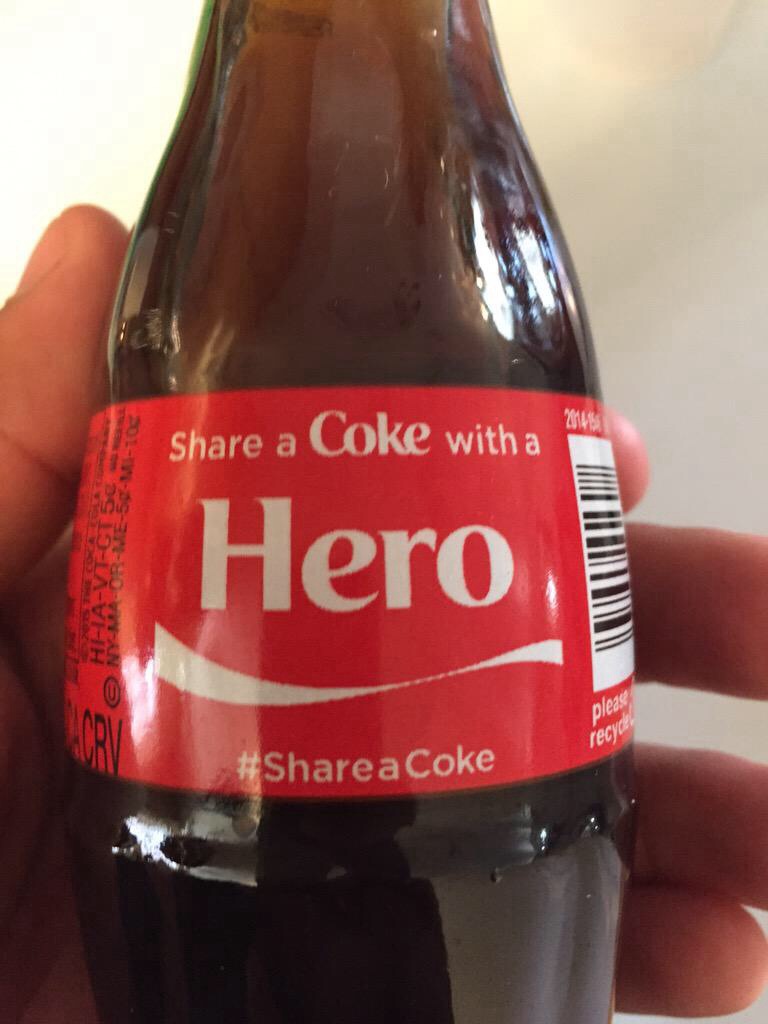 Share a Coke with a
Hero
#ShareaCoke
please
recycle
HI-IA-VT-CT 5¢
NY-MA-OR-ME-5¢-MI-10¢
CRV